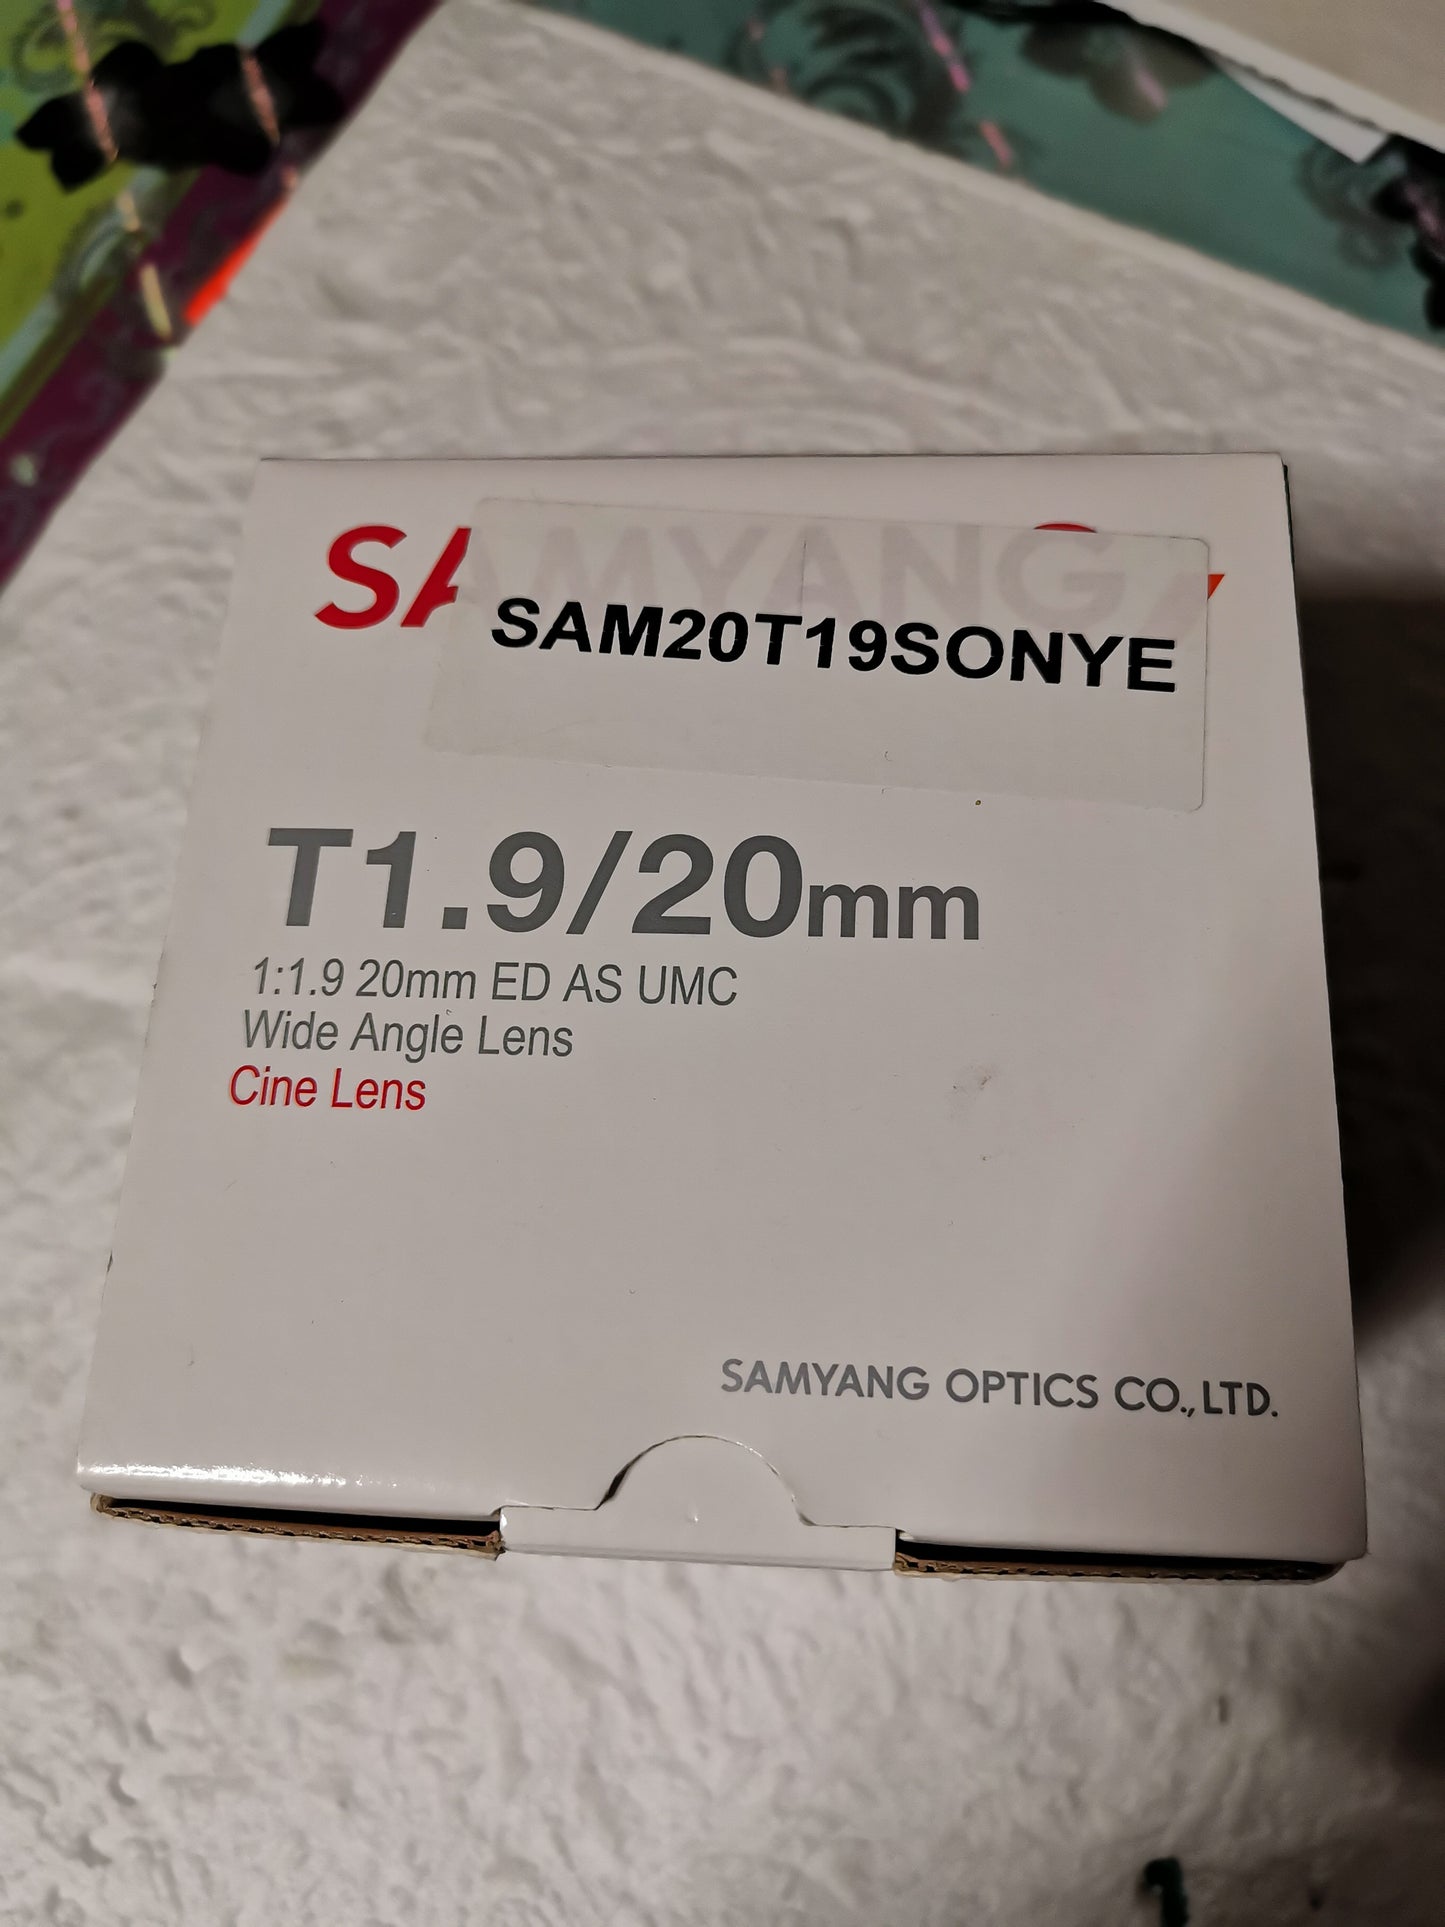 SAMYANG
SAM20T19SONYE
T1.9/20mm
1:1.9 20mm ED AS UMC
Wide Angle Lens
Cine Lens
SAMYANG OPTICS CO.,LTD.